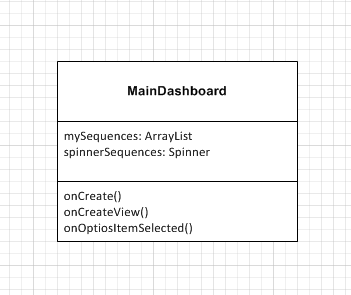 MainDashboard
mySequences: ArrayList
spinnerSequences: Spinner
onCreate()
onCreateView()
onOptiosItemSelected()